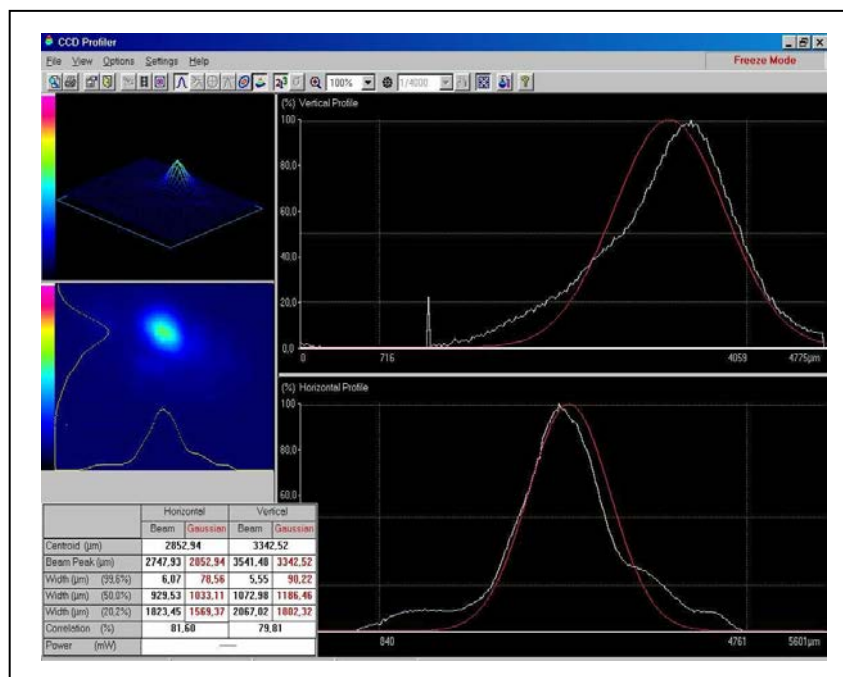 CCD Profiler
File View Options Settings Help
Freeze Mode
100%
1/4000
(%) Vertical Profile
100
80,0
60,0
40,0
20,0
0,0
0 716 4059 4775µm
(%) Horizontal Profile
100
80,0
60,0
840 4761 5601µm
Horizontal Vertical
Beam Gaussian Beam Gaussian
Centroid (µm) 2852,94 3342,52
Beam Peak (µm) 2747,93 2852,94 3541,48 3342,52
Width (µm) (99,6%) 6,07 78,56 5,55 90,22
Width (µm) (50,0%) 929,53 1033,11 1072,98 1186,46
Width (µm) (20,2%) 1823,45 1569,37 2067,02 1802,32
Correlation (%) 81,60 79,81
Power (mW) ----